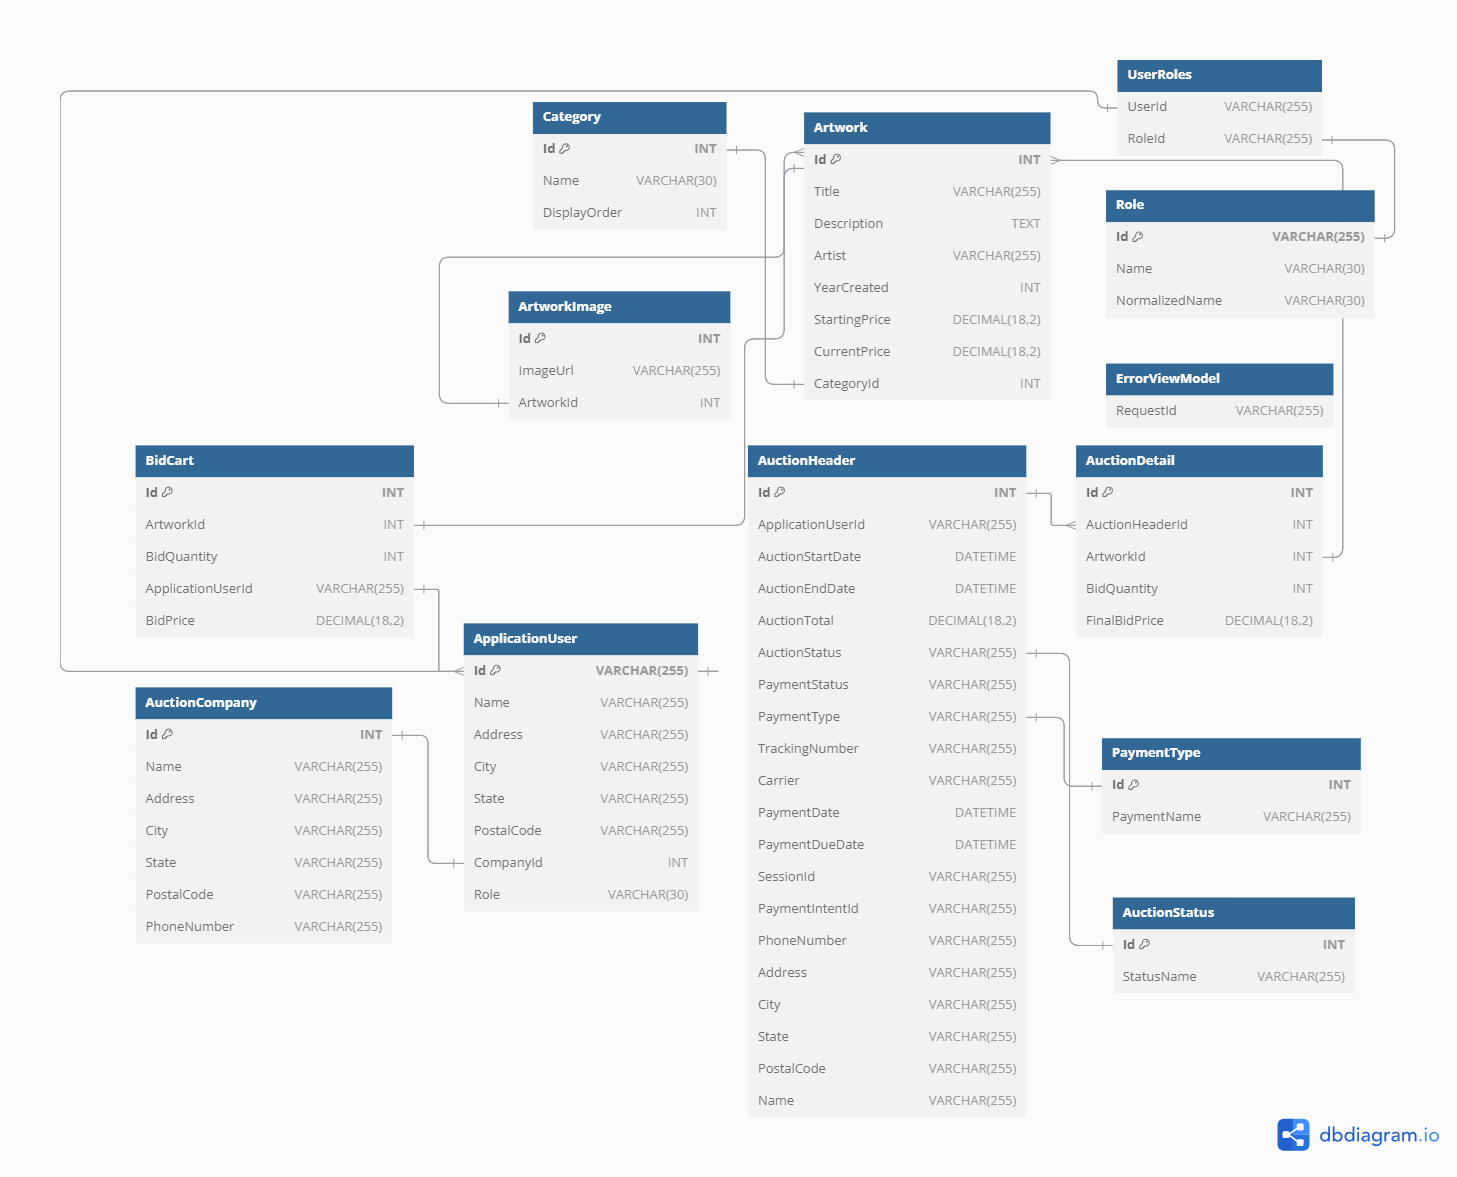 UserRoles
UserId VARCHAR(255)
RoleId VARCHAR(255)
Category
Id INT
Name VARCHAR(30)
DisplayOrder INT
Artwork
Id INT
Title VARCHAR(255)
Description TEXT
Artist VARCHAR(255)
YearCreated INT
StartingPrice DECIMAL(18,2)
CurrentPrice DECIMAL(18,2)
CategoryId INT
Role
Id VARCHAR(255)
Name VARCHAR(30)
NormalizedName VARCHAR(30)
ArtworkImage
Id INT
ImageUrl VARCHAR(255)
ArtworkId INT
ErrorViewModel
RequestId VARCHAR(255)
BidCart
Id INT
ArtworkId INT
BidQuantity INT
ApplicationUserId VARCHAR(255)
BidPrice DECIMAL(18,2)
AuctionHeader
Id INT
ApplicationUserId VARCHAR(255)
AuctionStartDate DATETIME
AuctionEndDate DATETIME
AuctionTotal DECIMAL(18,2)
AuctionStatus VARCHAR(255)
PaymentStatus VARCHAR(255)
PaymentType VARCHAR(255)
TrackingNumber VARCHAR(255)
Carrier VARCHAR(255)
PaymentDate DATETIME
PaymentDueDate DATETIME
SessionId VARCHAR(255)
PaymentIntentId VARCHAR(255)
PhoneNumber VARCHAR(255)
Address VARCHAR(255)
City VARCHAR(255)
State VARCHAR(255)
PostalCode VARCHAR(255)
Name VARCHAR(255)
AuctionDetail
Id INT
AuctionHeaderId INT
ArtworkId INT
BidQuantity INT
FinalBidPrice DECIMAL(18,2)
ApplicationUser
Id VARCHAR(255)
Name VARCHAR(255)
Address VARCHAR(255)
City VARCHAR(255)
State VARCHAR(255)
PostalCode VARCHAR(255)
CompanyId INT
Role VARCHAR(30)
AuctionCompany
Id INT
Name VARCHAR(255)
Address VARCHAR(255)
City VARCHAR(255)
State VARCHAR(255)
PostalCode VARCHAR(255)
PhoneNumber VARCHAR(255)
PaymentType
Id INT
PaymentName VARCHAR(255)
AuctionStatus
Id INT
StatusName VARCHAR(255)
dbdiagram.io